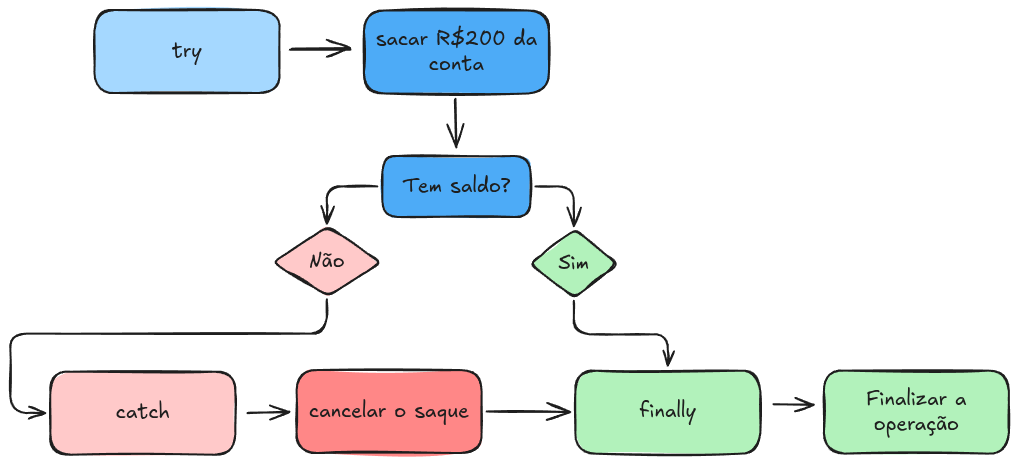 try
sacar R$200 da
conta
Tem saldo?
Não
Sim
catch
cancelar o saque
finally
Finalizar a
operação